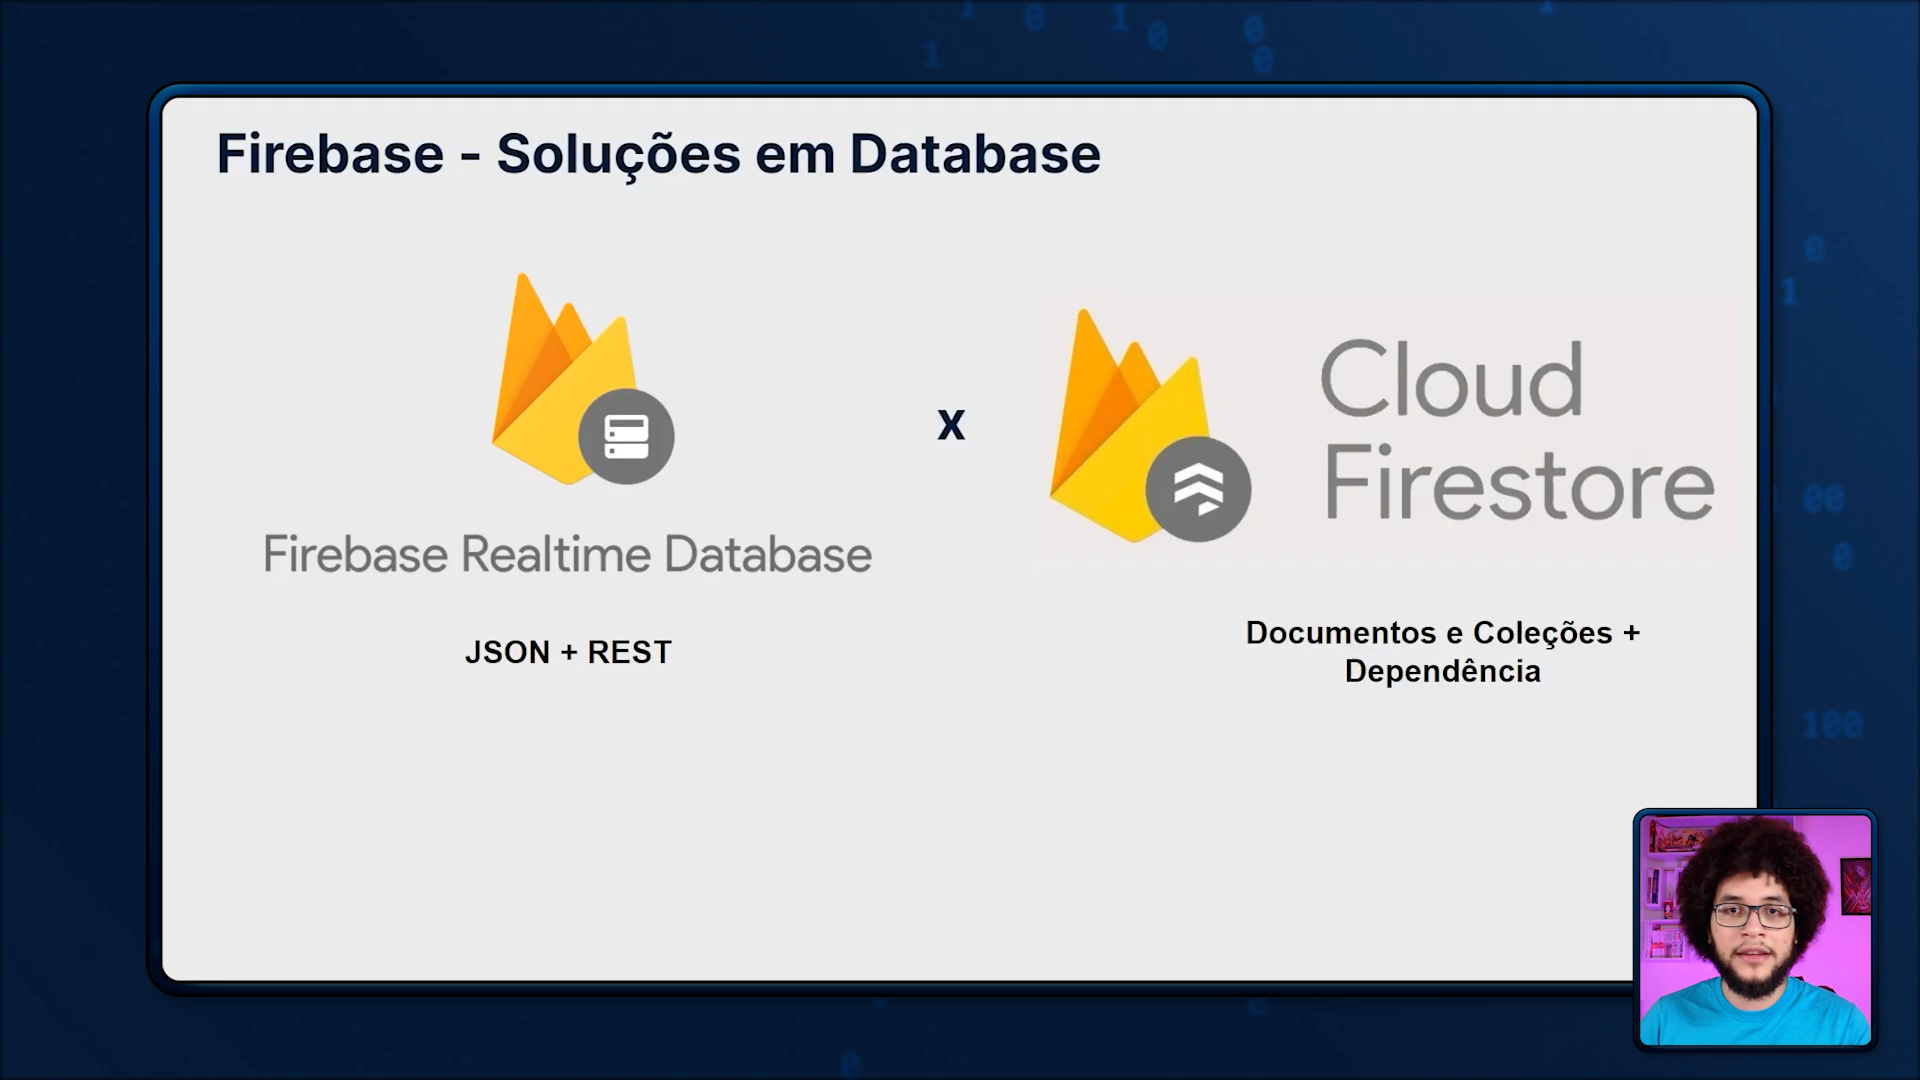 Firebase - Soluções em Database
Firebase Realtime Database
x
Cloud
Firestore
JSON + REST
Documentos e Coleções +
Dependência